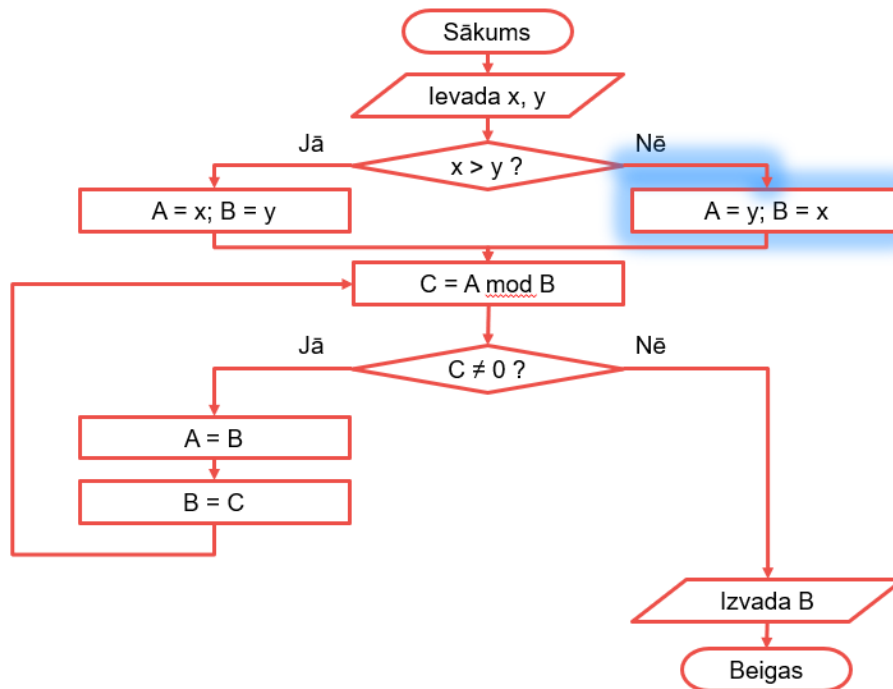 Sākums
Ievada x, y
Jā
Nē
x > y ?
A = x; B = y
A = y; B = x
C = A mod B
Jā
Nē
C ≠ 0 ?
A = B
B = C
Izvada B
Beigas